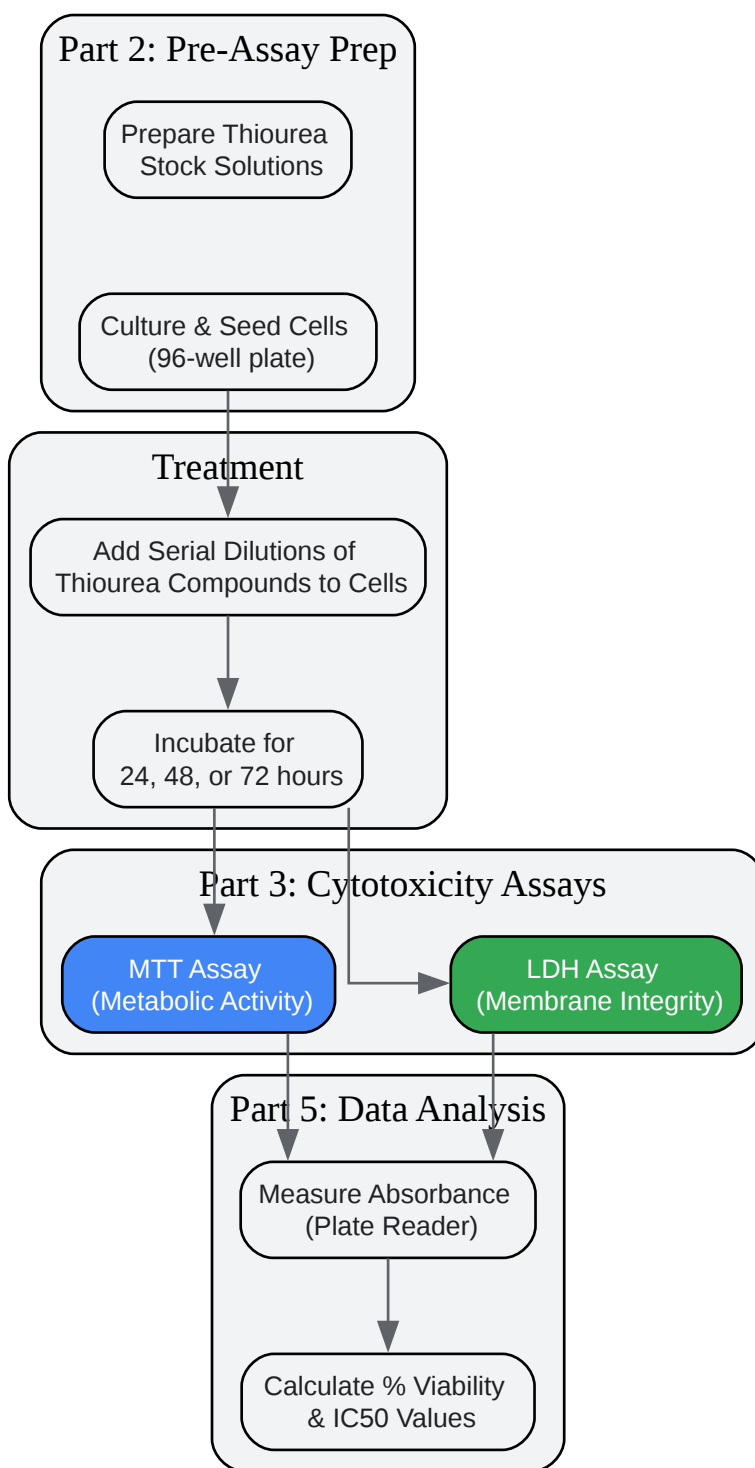 Part 2: Pre-Assay Prep
Prepare Thiourea
Stock Solutions
Culture & Seed Cells
(96-well plate)
Treatment
Add Serial Dilutions of
Thiourea Compounds to Cells
Incubate for
24, 48, or 72 hours
Part 3: Cytotoxicity Assays
MTT Assay
(Metabolic Activity)
LDH Assay
(Membrane Integrity)
Part 5: Data Analysis
Measure Absorbance
(Plate Reader)
Calculate % Viability
& IC50 Values